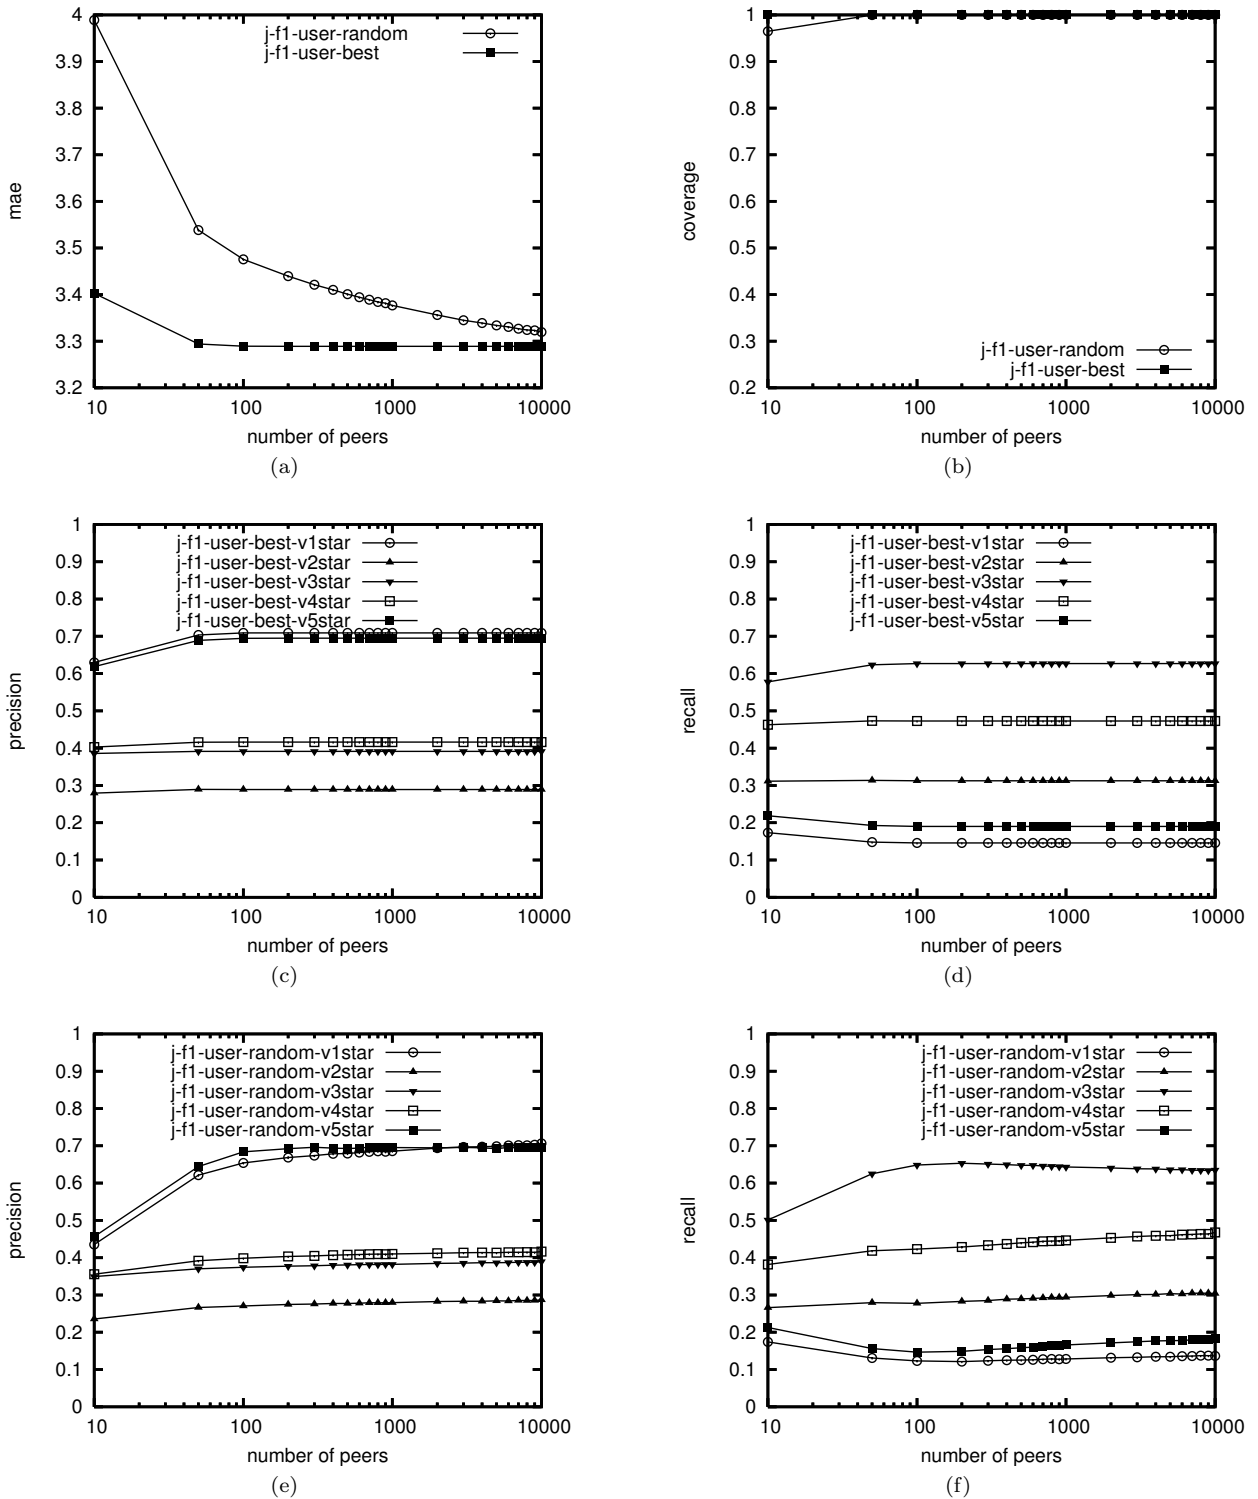 4
3.9
3.8
3.7
3.6
3.5
3.4
3.3
3.2
mae
j-f1-user-random
j-f1-user-best
10 100 1000 10000
number of peers
(a)
1
0.9
0.8
0.7
0.6
0.5
0.4
0.3
0.2
coverage
j-f1-user-random
j-f1-user-best
10 100 1000 10000
number of peers
(b)
1
0.9
0.8
0.7
0.6
0.5
0.4
0.3
0.2
0.1
0
precision
j-f1-user-best-v1star
j-f1-user-best-v2star
j-f1-user-best-v3star
j-f1-user-best-v4star
j-f1-user-best-v5star
10 100 1000 10000
number of peers
(c)
1
0.9
0.8
0.7
0.6
0.5
0.4
0.3
0.2
0.1
0
recall
j-f1-user-best-v1star
j-f1-user-best-v2star
j-f1-user-best-v3star
j-f1-user-best-v4star
j-f1-user-best-v5star
10 100 1000 10000
number of peers
(d)
1
0.9
0.8
0.7
0.6
0.5
0.4
0.3
0.2
0.1
0
precision
j-f1-user-random-v1star
j-f1-user-random-v2star
j-f1-user-random-v3star
j-f1-user-random-v4star
j-f1-user-random-v5star
10 100 1000 10000
number of peers
(e)
1
0.9
0.8
0.7
0.6
0.5
0.4
0.3
0.2
0.1
0
recall
j-f1-user-random-v1star
j-f1-user-random-v2star
j-f1-user-random-v3star
j-f1-user-random-v4star
j-f1-user-random-v5star
10 100 1000 10000
number of peers
(f)